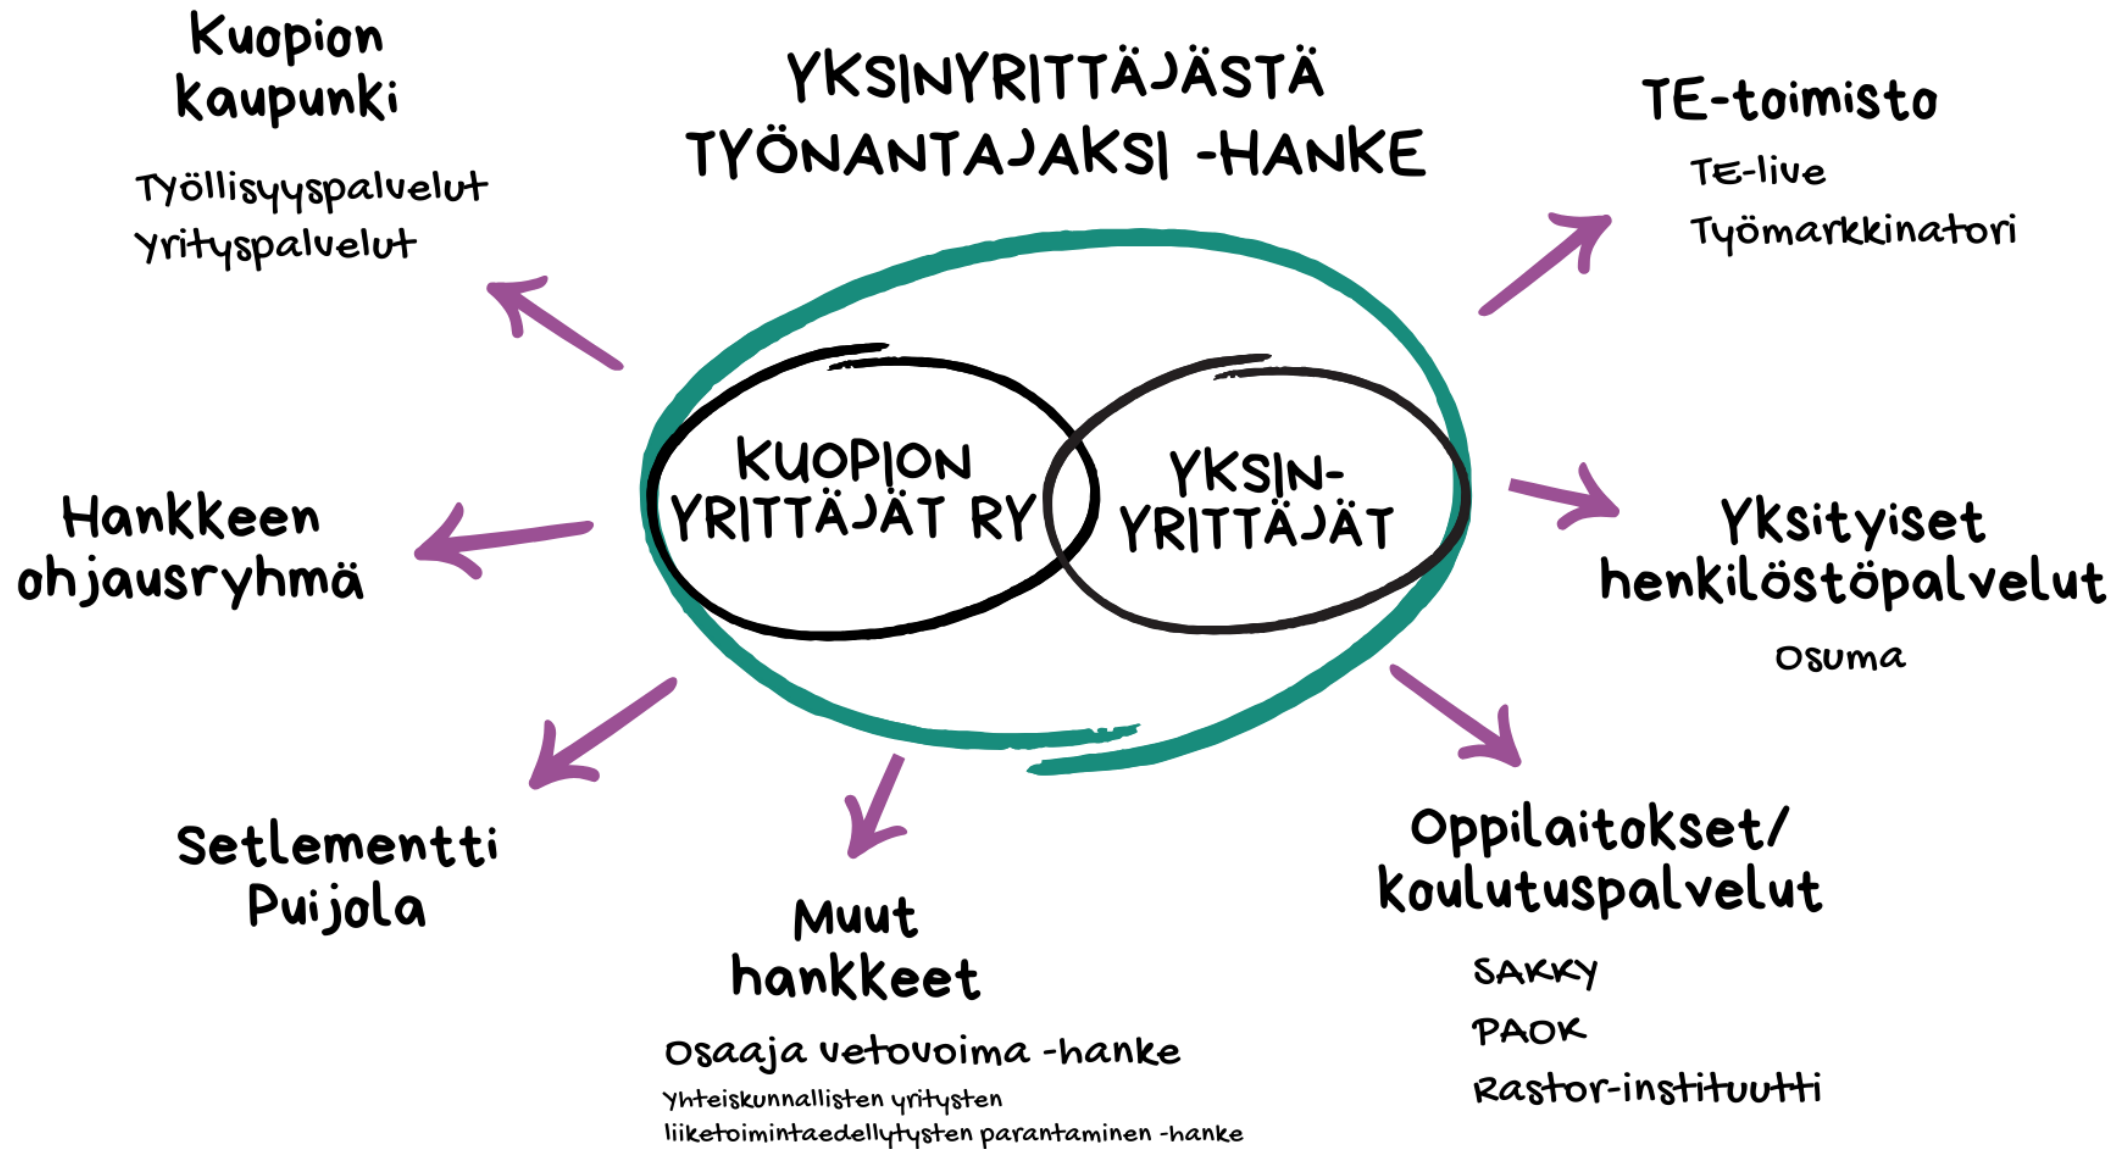 Kuopion
kaupunki
Työllisyyspalvelut
Yrityspalvelut
YKSINYRITTÄJÄSTÄ
TYÖNANTAJAKSI -HANKE
TE-toimisto
TE-live
Työmarkkinatori
KUOPION
YRITTÄJÄT RY
YKSIN-
YRITTÄJÄT
Hankkeen
ohjausryhmä
Yksityiset
henkilöstöpalvelut
Osuma
Setlementti
Puijola
Muut
hankkeet
Osaaja vetovoima -hanke
Yhteiskunnallisten yritysten
liiketoimintaedellytysten parantaminen -hanke
Oppilaitokset/
koulutuspalvelut
SAKKY
PAOK
Rastor-instituutti